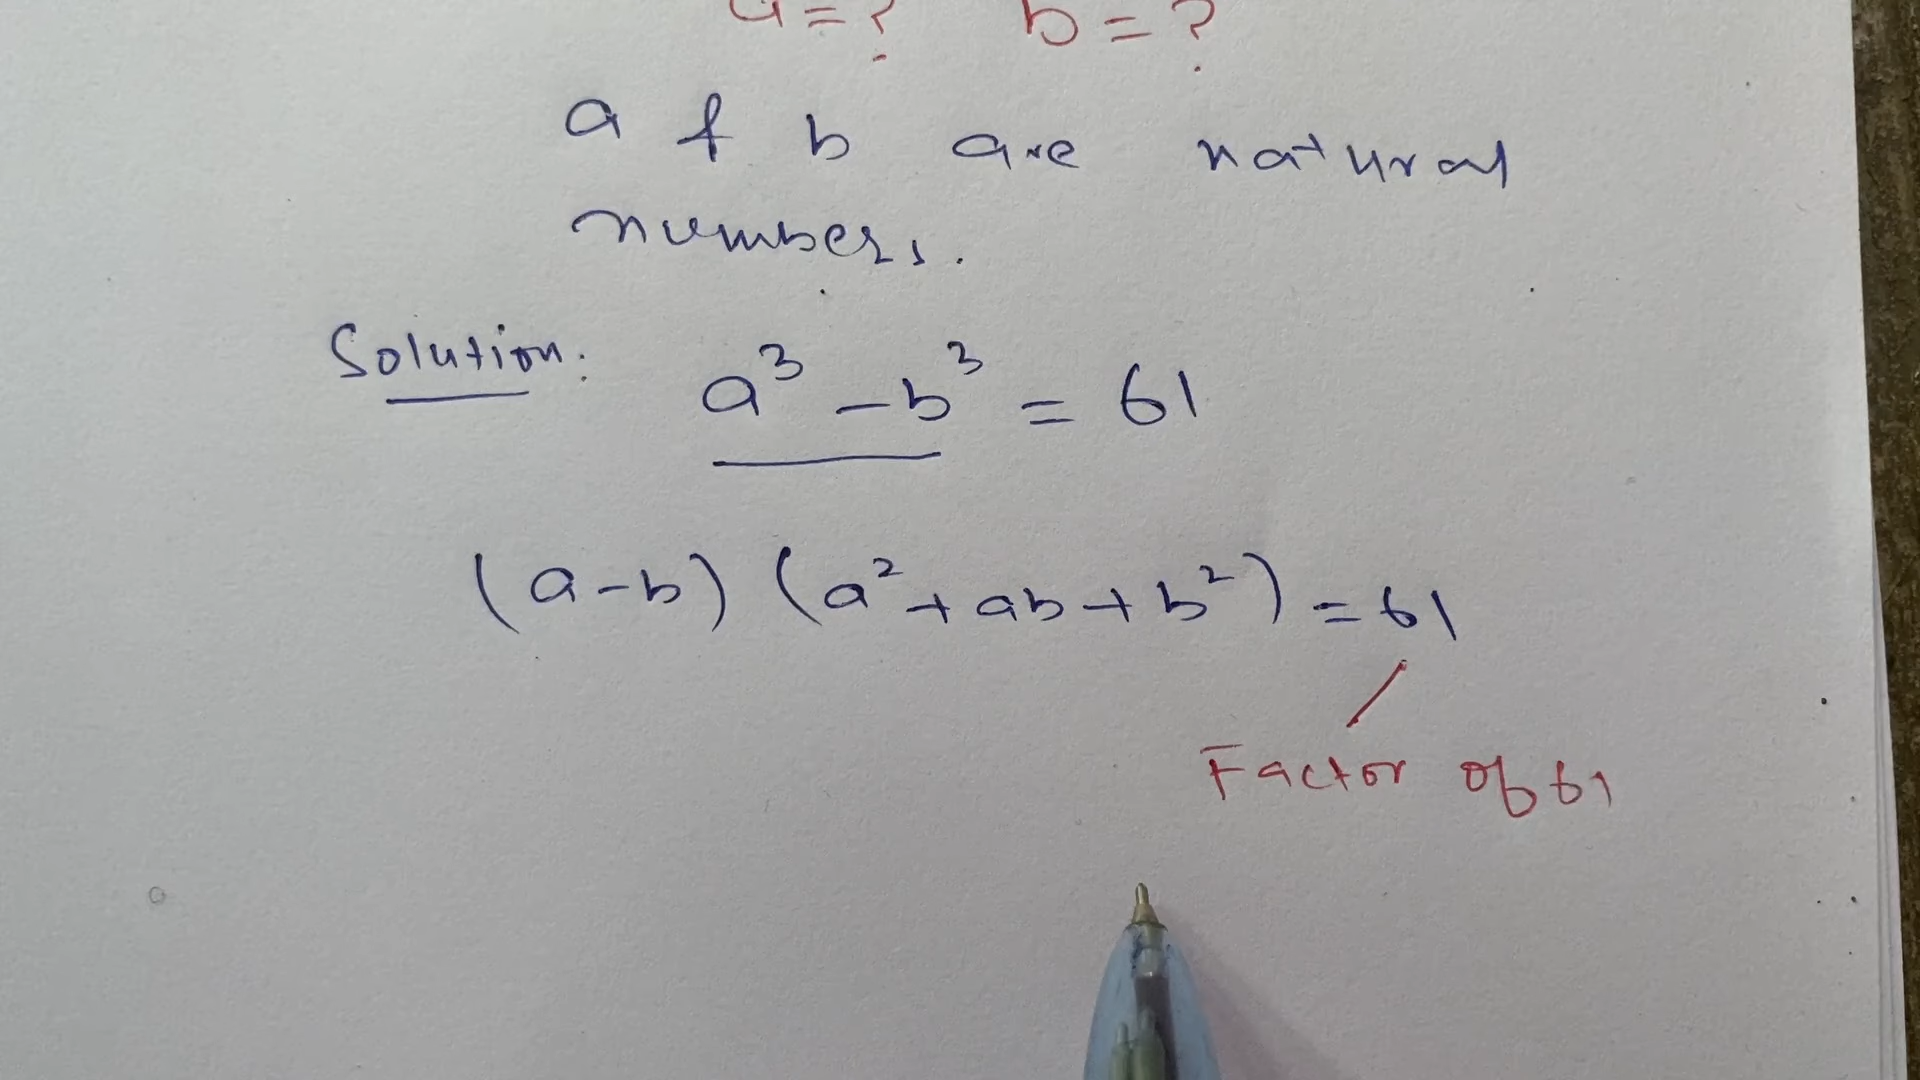 a = ? b = ?
a & b are natural
numbers.
Solution: a³ - b³ = 61
(a-b) (a²+ab+b²) = 61
Factor of 61